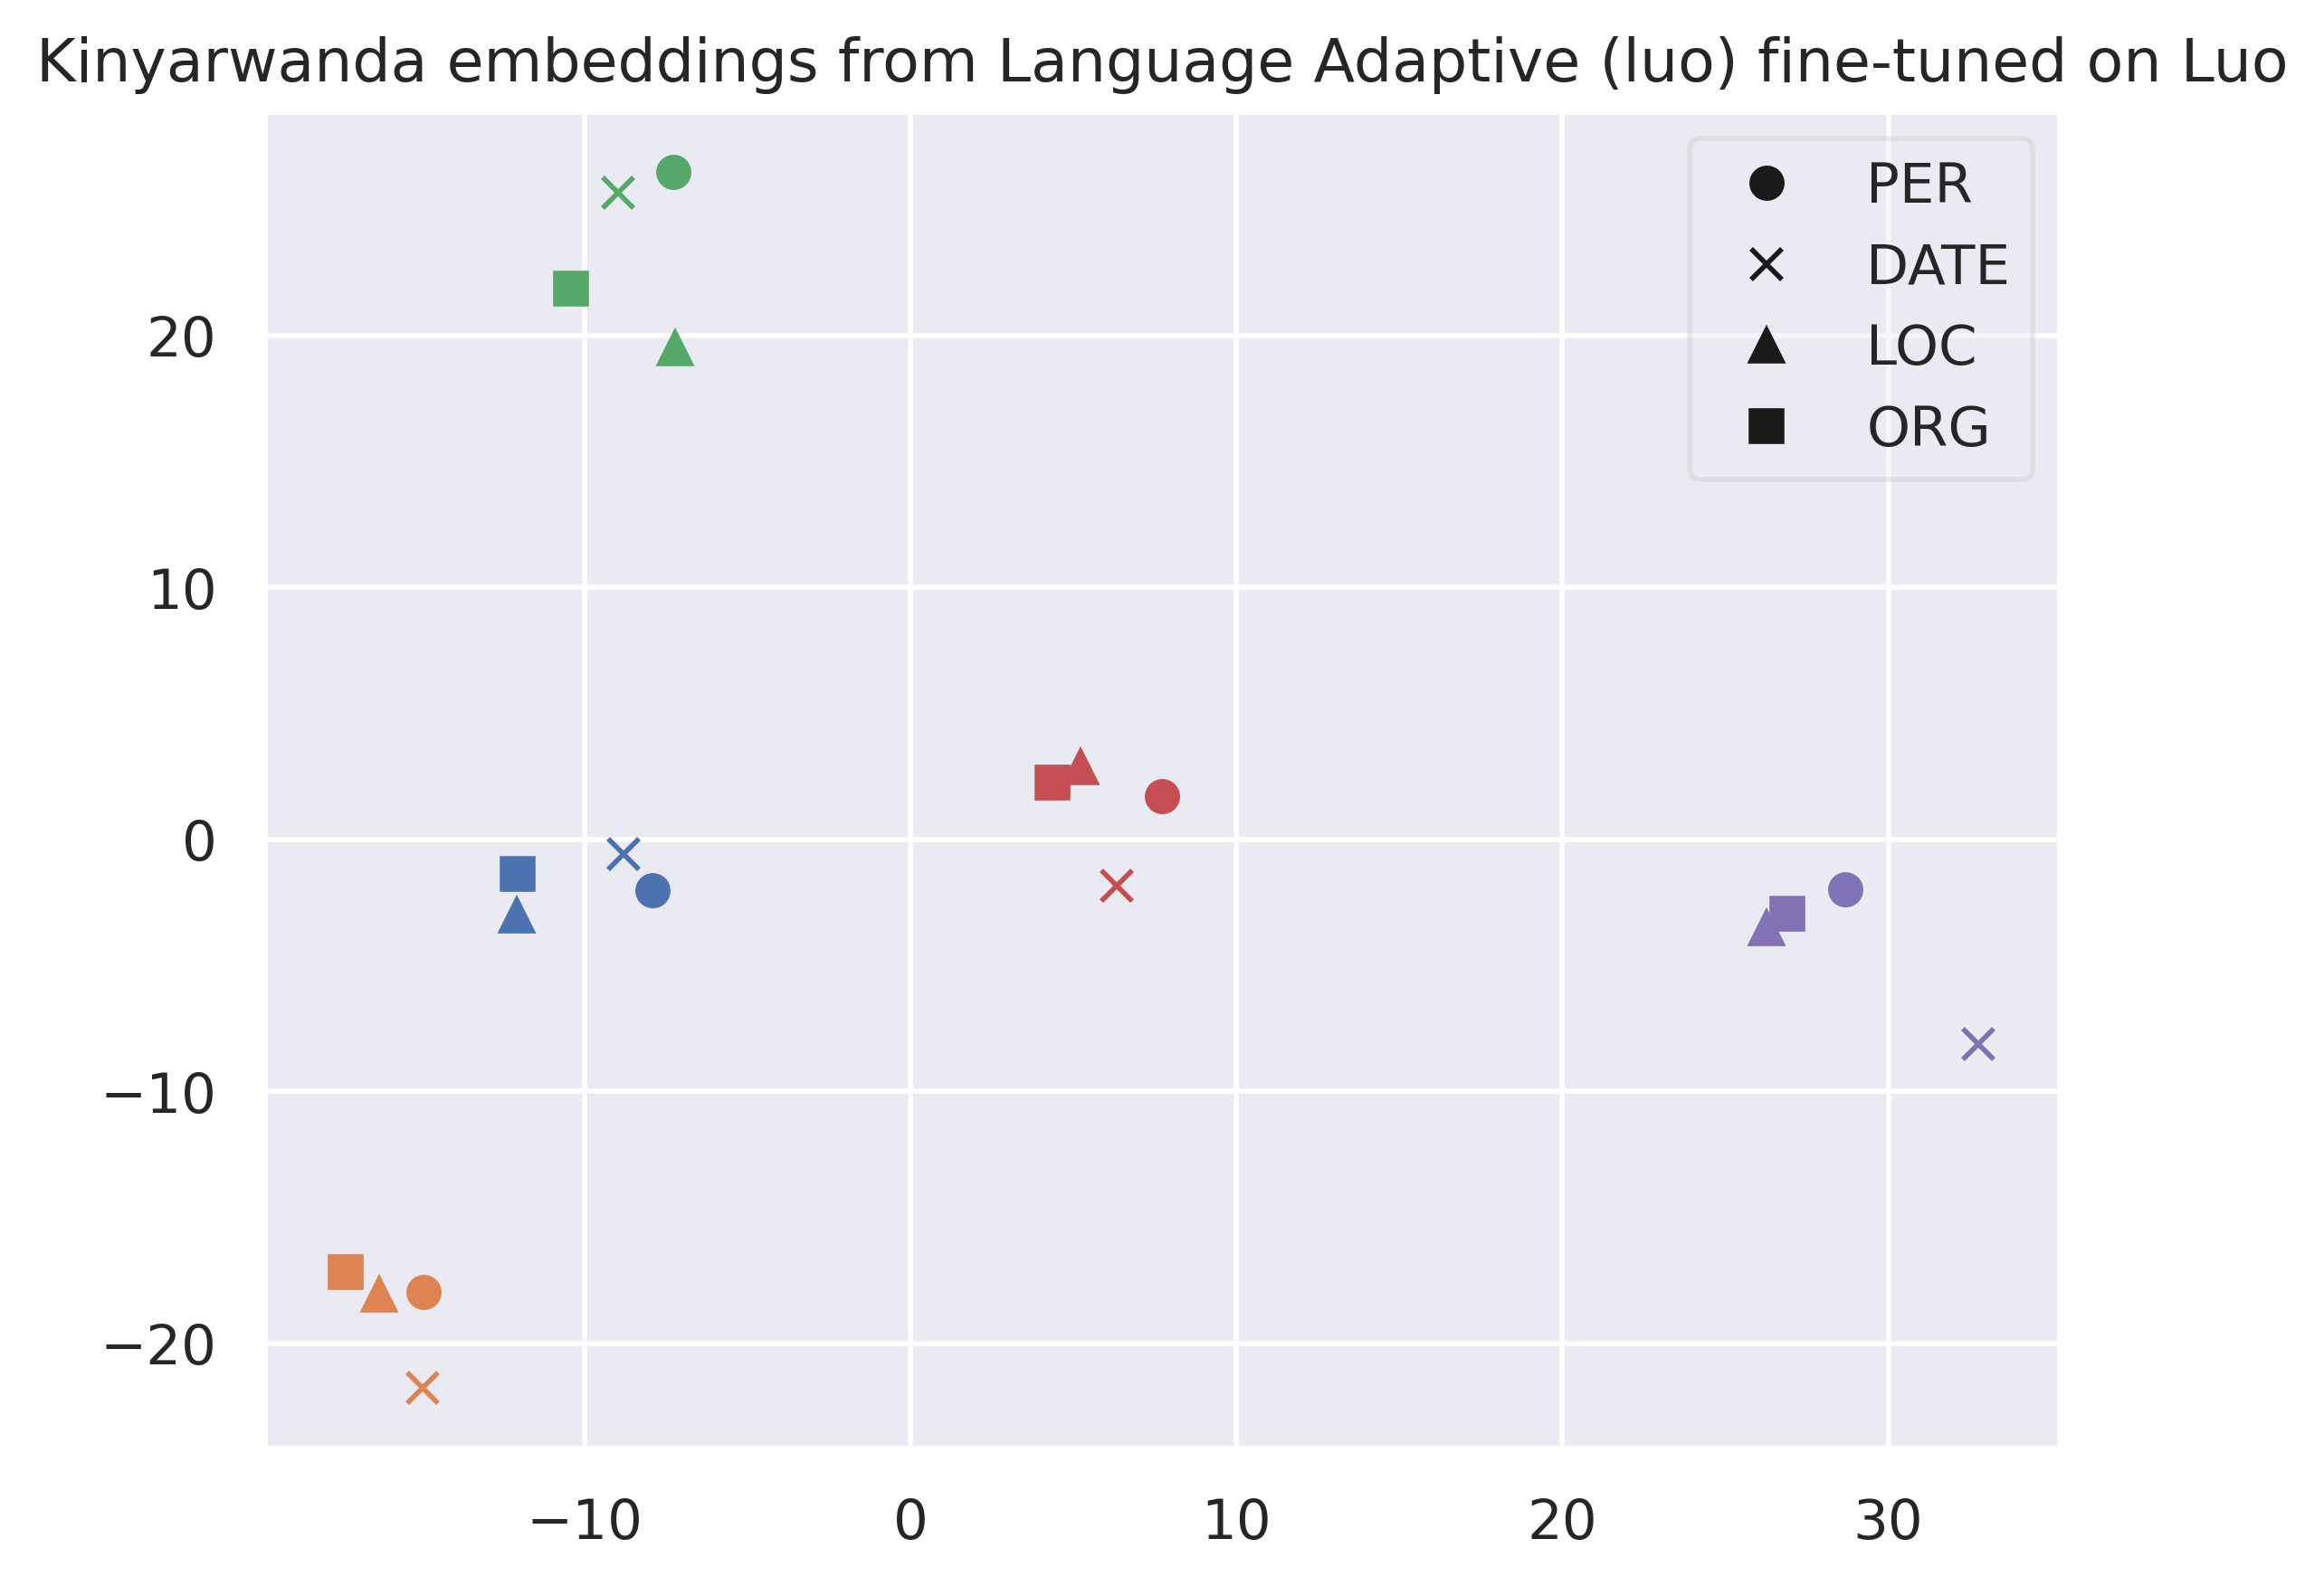 Kinyarwanda embeddings from Language Adaptive (luo) fine-tuned on Luo
PER
DATE
LOC
ORG
20
10
0
−10
−20
−10 0 10 20 30